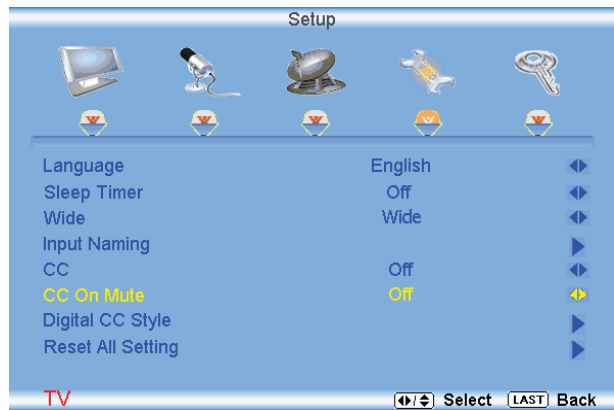 Setup
Language English
Sleep Timer Off
Wide Wide
Input Naming
CC Off
CC On Mute Off
Digital CC Style
Reset All Setting
TV Select LAST Back